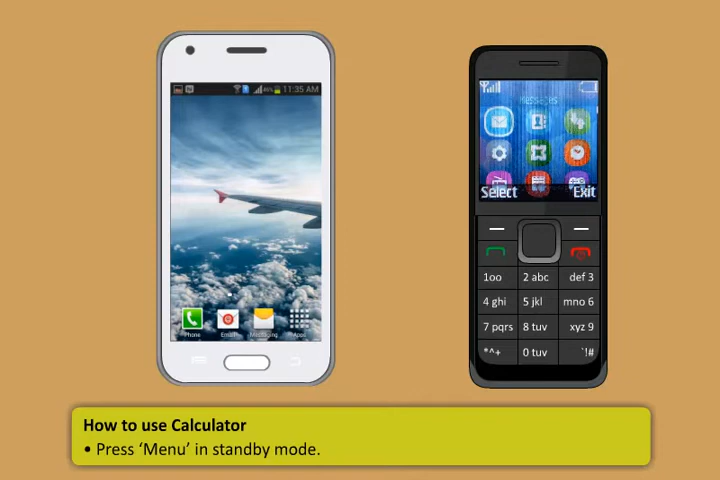 11:35 AM
Phone
Email
Messaging
Apps
Messages
Select Exit
1oo 2 abc def 3
4 ghi 5 jkl mno 6
7 pqrs 8 tuv xyz 9
*^+ 0 tuv `!#
How to use Calculator
• Press ‘Menu’ in standby mode.